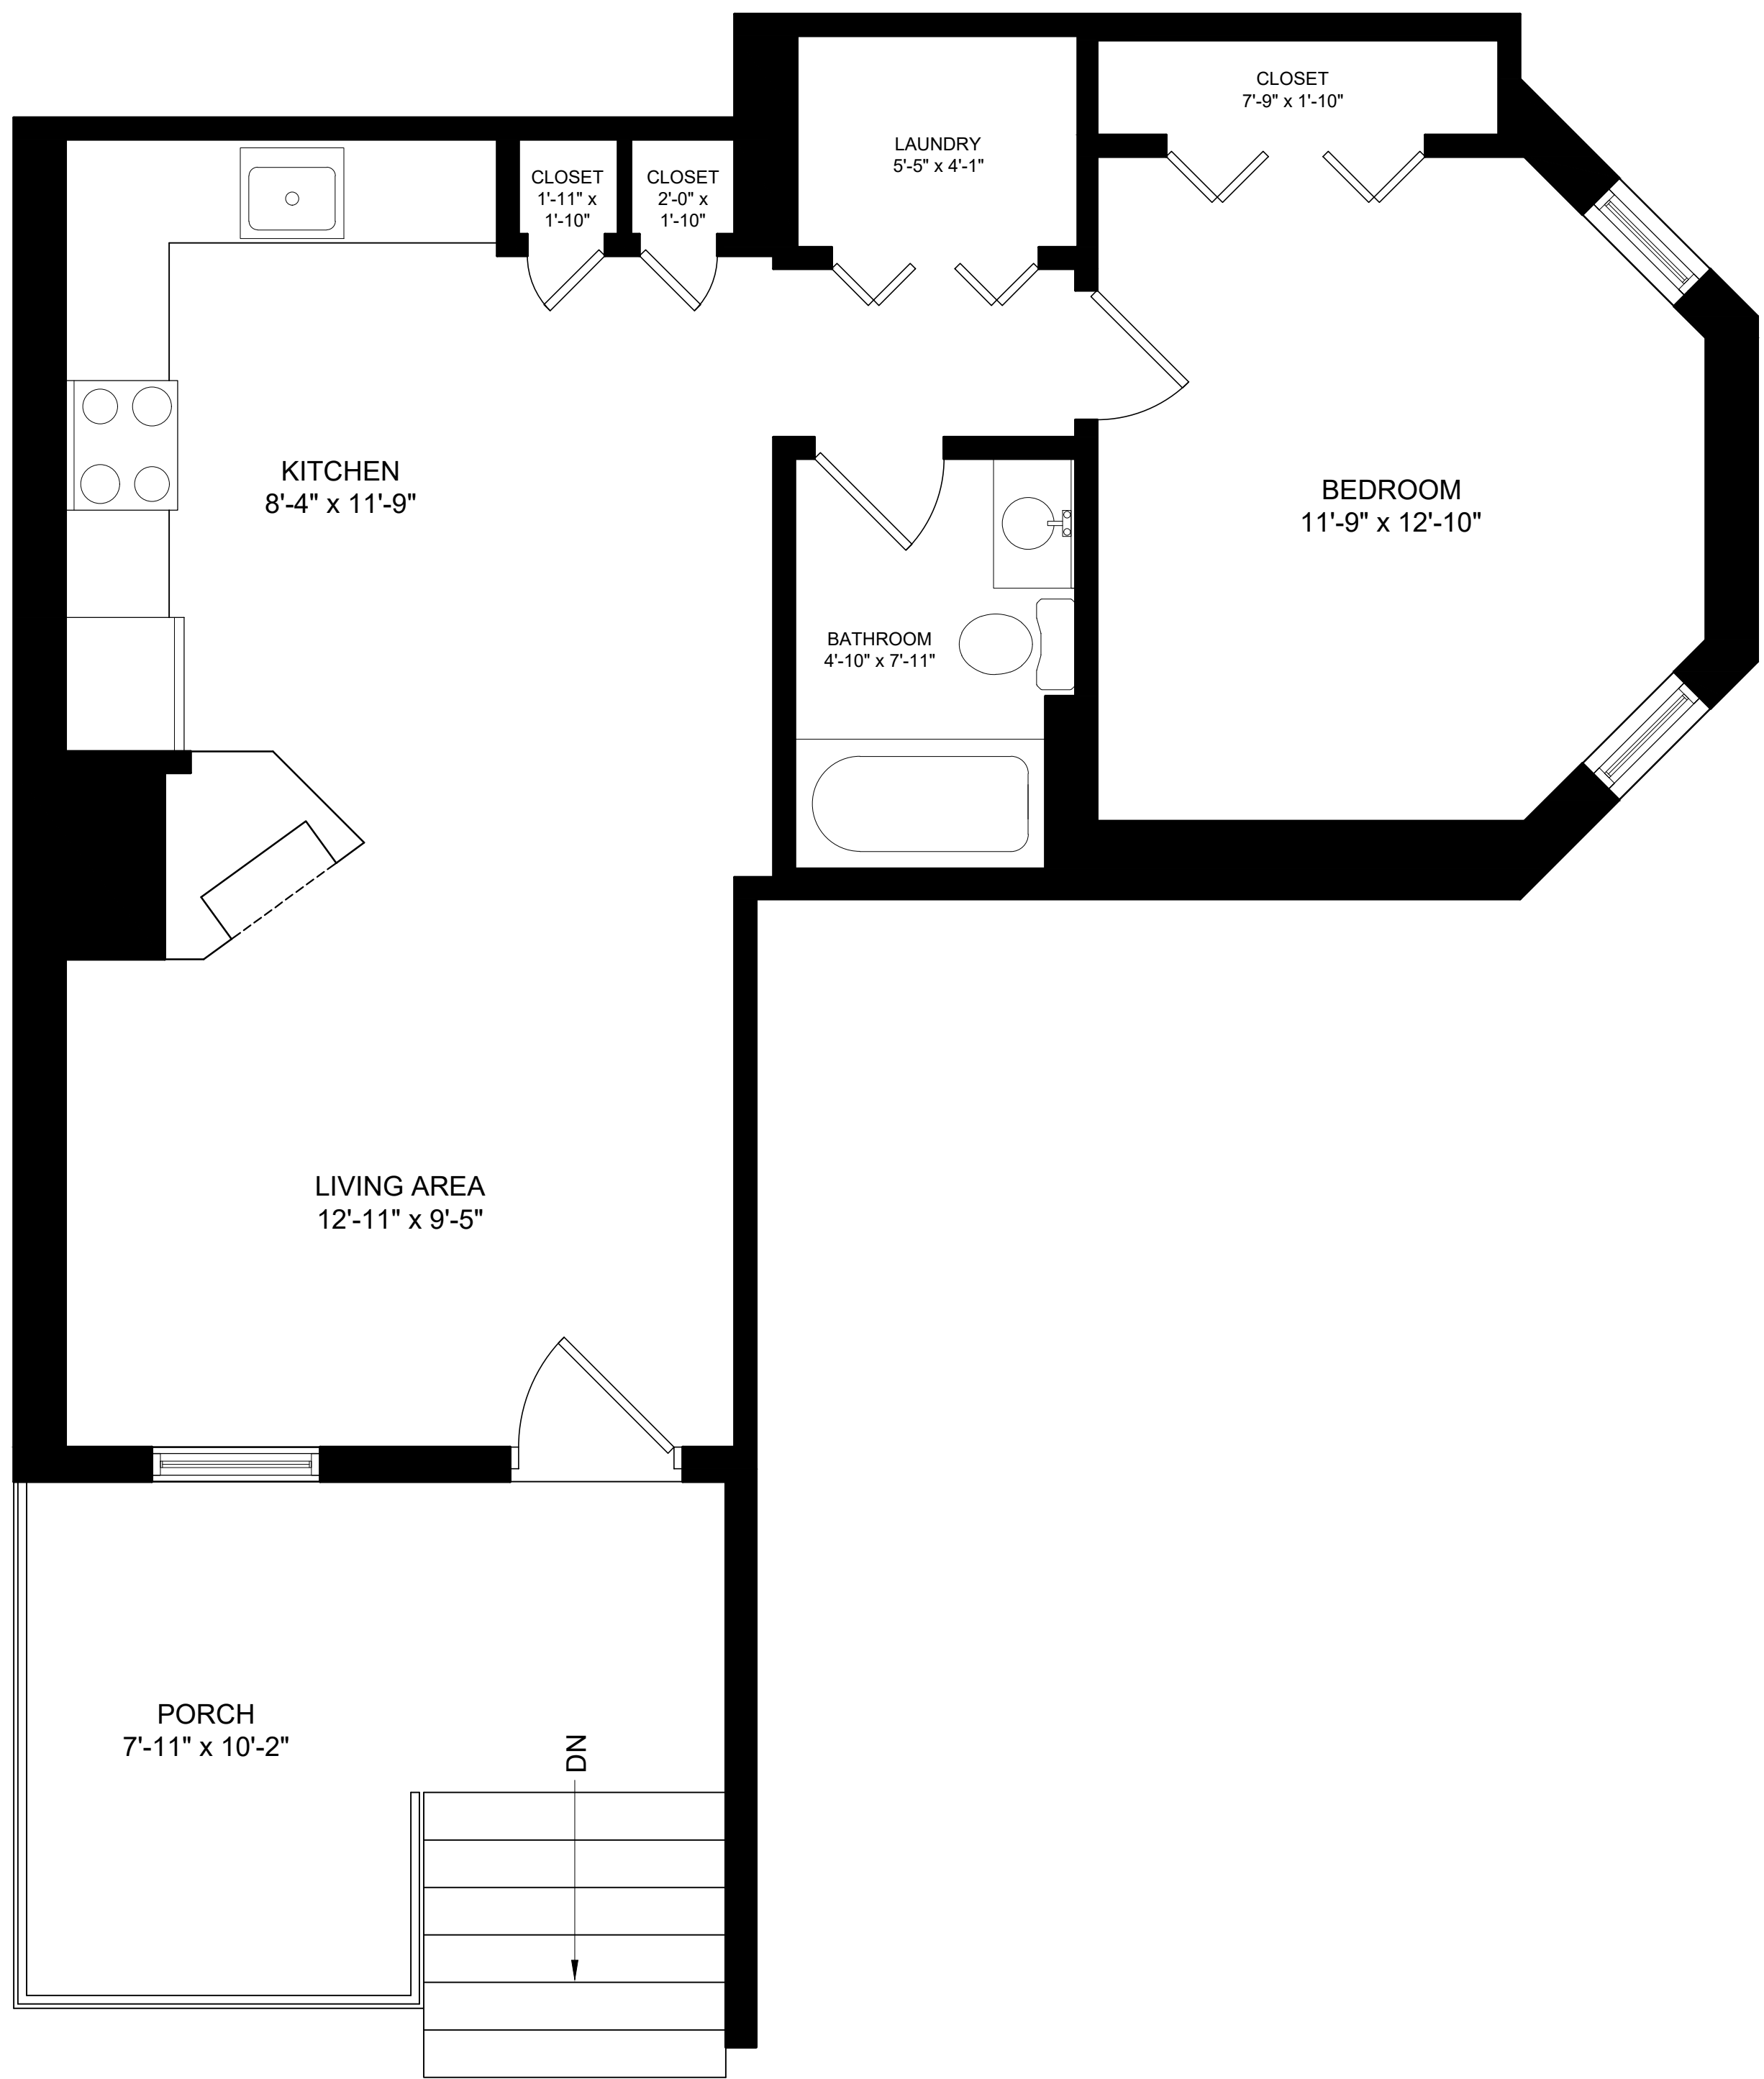 CLOSET
7'-9" x 1'-10"
LAUNDRY
5'-5" x 4'-1"
CLOSET
1'-11" x
1'-10"
CLOSET
2'-0" x
1'-10"
KITCHEN
8'-4" x 11'-9"
BEDROOM
11'-9" x 12'-10"
BATHROOM
4'-10" x 7'-11"
LIVING AREA
12'-11" x 9'-5"
PORCH
7'-11" x 10'-2"
DN